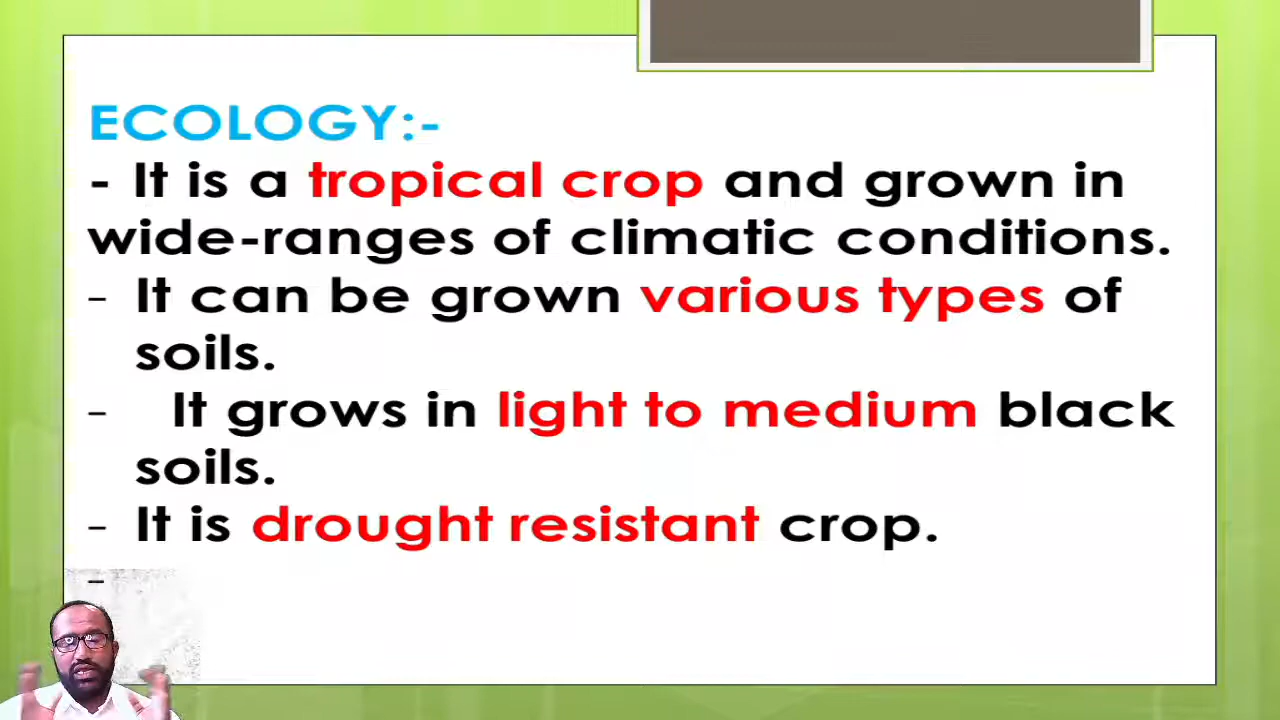 ECOLOGY:-
- It is a tropical crop and grown in
wide-ranges of climatic conditions.
- It can be grown various types of
soils.
- It grows in light to medium black
soils.
- It is drought resistant crop.
-